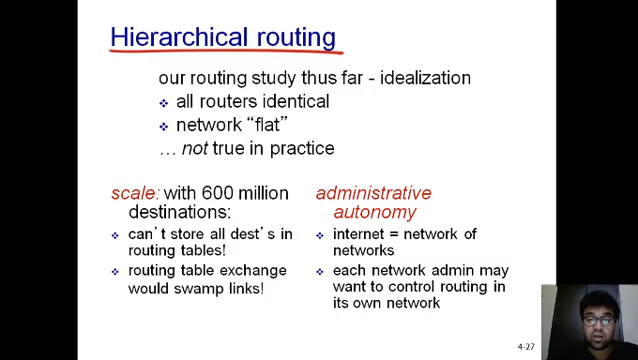 Hierarchical routing
our routing study thus far - idealization
❖ all routers identical
❖ network “flat”
… not true in practice
scale: with 600 million
destinations:
❖ can’t store all dest’s in
routing tables!
❖ routing table exchange
would swamp links!
administrative
autonomy
❖ internet = network of
networks
❖ each network admin may
want to control routing in
its own network
4-27